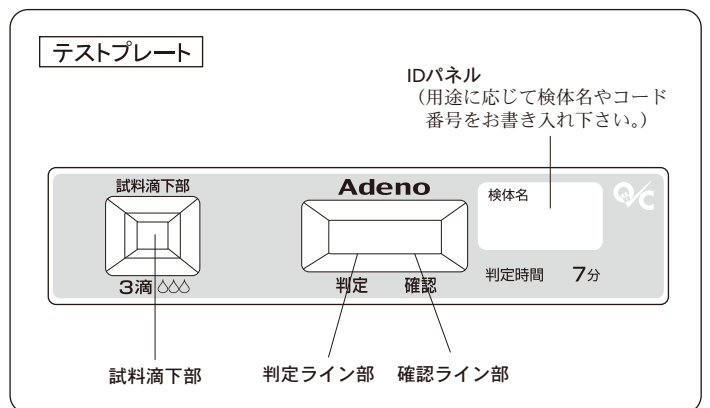 テストプレート
IDパネル
（用途に応じて検体名やコード
番号をお書き入れ下さい。）
試料滴下部
Adeno
検体名
3滴
判定 確認
判定時間 7分
試料滴下部
判定ライン部
確認ライン部